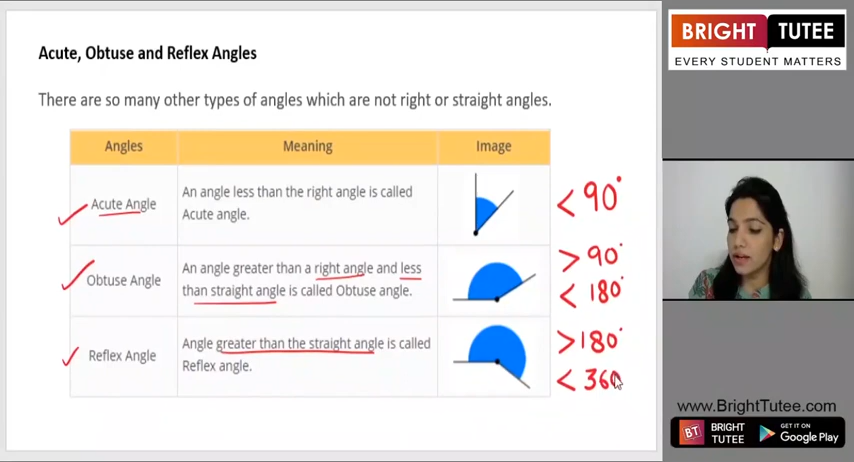 Acute, Obtuse and Reflex Angles
There are so many other types of angles which are not right or straight angles.
Angles Meaning Image
Acute Angle
An angle less than the right angle is called
Acute angle.
< 90°
Obtuse Angle
An angle greater than a right angle and less
than straight angle is called Obtuse angle.
> 90°
< 180°
Reflex Angle
Angle greater than the straight angle is called
Reflex angle.
> 180°
< 360
BRIGHT TUTEE
EVERY STUDENT MATTERS
www.BrightTutee.com
BT
BRIGHT
TUTEE
GET IT ON
Google Play